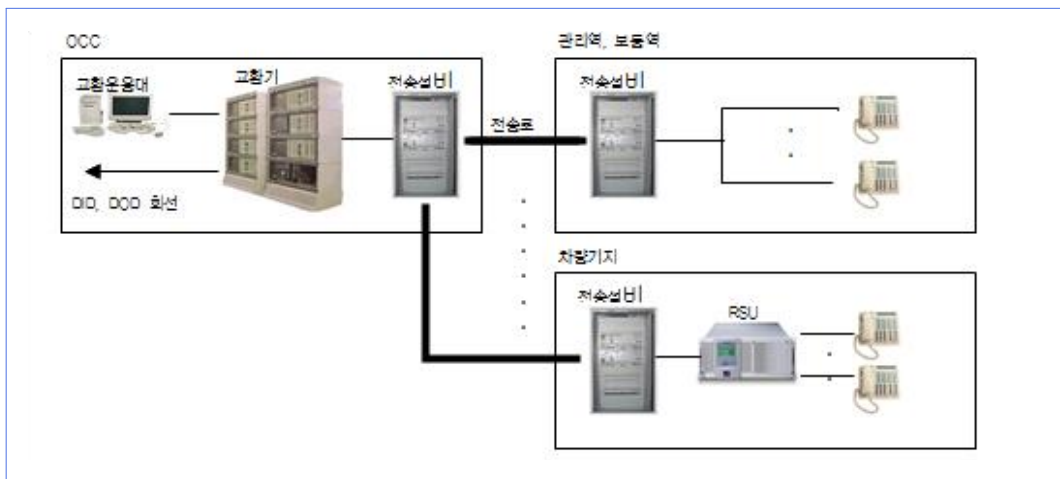 OCC
교환운용대
교환기
전송설비
DID, DOD 회선
전송로
관리역, 보통역
전송설비
차량기지
전송설비
RSU